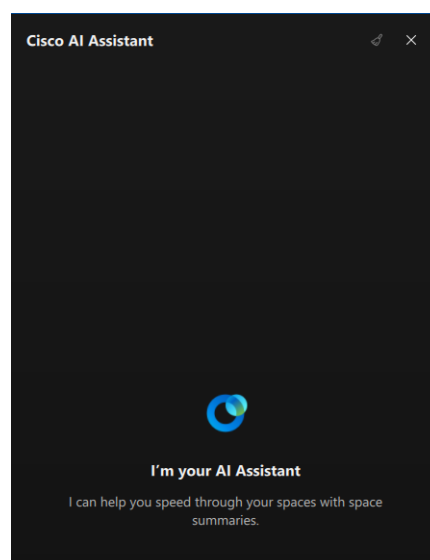 Cisco AI Assistant
I'm your AI Assistant
I can help you speed through your spaces with space
summaries.